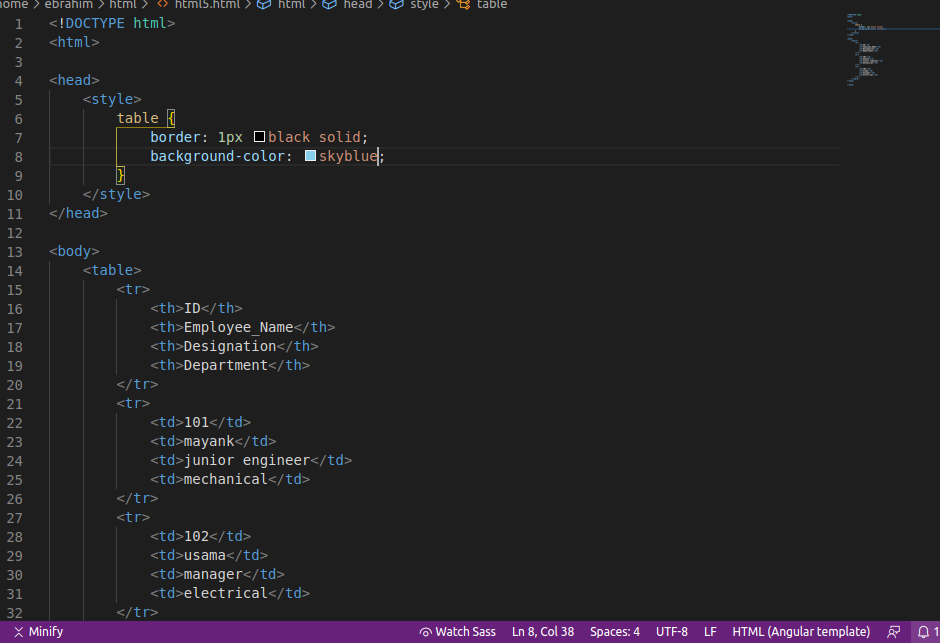 home > ebrahim > html > <> html5.html > html > head > style > table
1 <!DOCTYPE html>
2 <html>
3
4 <head>
5 <style>
6 table {
7 border: 1px black solid;
8 background-color: skyblue;
9 }
10 </style>
11 </head>
12
13 <body>
14 <table>
15 <tr>
16 <th>ID</th>
17 <th>Employee_Name</th>
18 <th>Designation</th>
19 <th>Department</th>
20 </tr>
21 <tr>
22 <td>101</td>
23 <td>mayank</td>
24 <td>junior engineer</td>
25 <td>mechanical</td>
26 </tr>
27 <tr>
28 <td>102</td>
29 <td>usama</td>
30 <td>manager</td>
31 <td>electrical</td>
32 </tr>
Minify Watch Sass Ln 8, Col 38 Spaces: 4 UTF-8 LF HTML (Angular template) 1